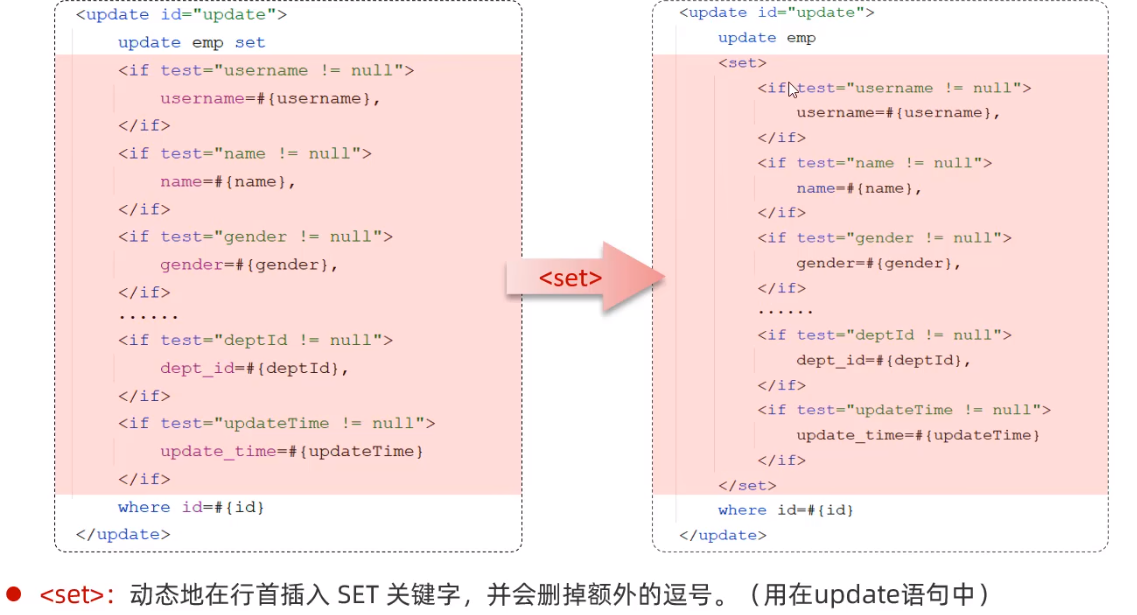 <update id="update">
update emp set
<if test="username != null">
username=#{username},
</if>
<if test="name != null">
name=#{name},
</if>
<if test="gender != null">
gender=#{gender},
</if>
······
<if test="deptId != null">
dept_id=#{deptId},
</if>
<if test="updateTime != null">
update_time=#{updateTime}
</if>
where id=#{id}
</update>
<set>
<update id="update">
update emp
<set>
<if test="username != null">
username=#{username},
</if>
<if test="name != null">
name=#{name},
</if>
<if test="gender != null">
gender=#{gender},
</if>
······
<if test="deptId != null">
dept_id=#{deptId},
</if>
<if test="updateTime != null">
update_time=#{updateTime}
</if>
</set>
where id=#{id}
</update>
<set>：动态地在行首插入 SET 关键字，并会删掉额外的逗号。（用在update语句中）